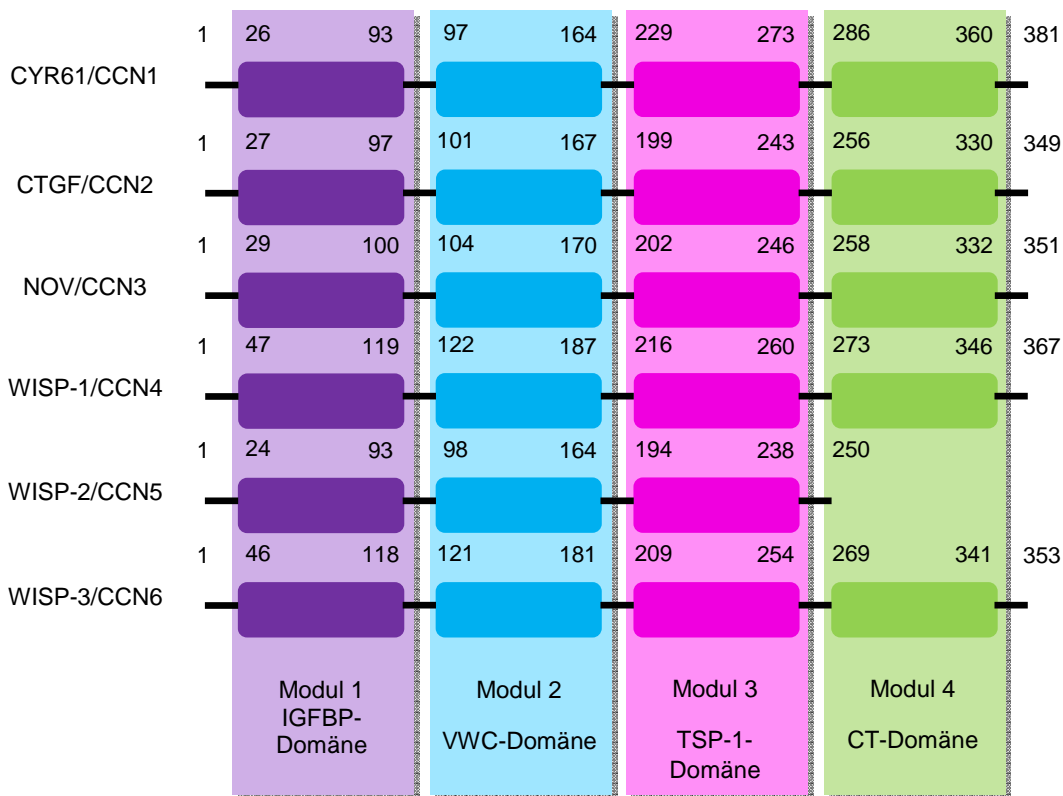 1 26 93 97 164 229 273 286 360 381
CYR61/CCN1
1 27 97 101 167 199 243 256 330 349
CTGF/CCN2
1 29 100 104 170 202 246 258 332 351
NOV/CCN3
1 47 119 122 187 216 260 273 346 367
WISP-1/CCN4
1 24 93 98 164 194 238 250
WISP-2/CCN5
1 46 118 121 181 209 254 269 341 353
WISP-3/CCN6
Modul 1
IGFBP-
Domäne
Modul 2
VWC-Domäne
Modul 3
TSP-1-
Domäne
Modul 4
CT-Domäne